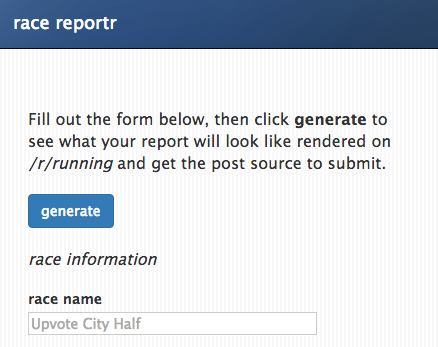 race reportr
Fill out the form below, then click generate to
see what your report will look like rendered on
/r/running and get the post source to submit.
generate
race information
race name
Upvote City Half